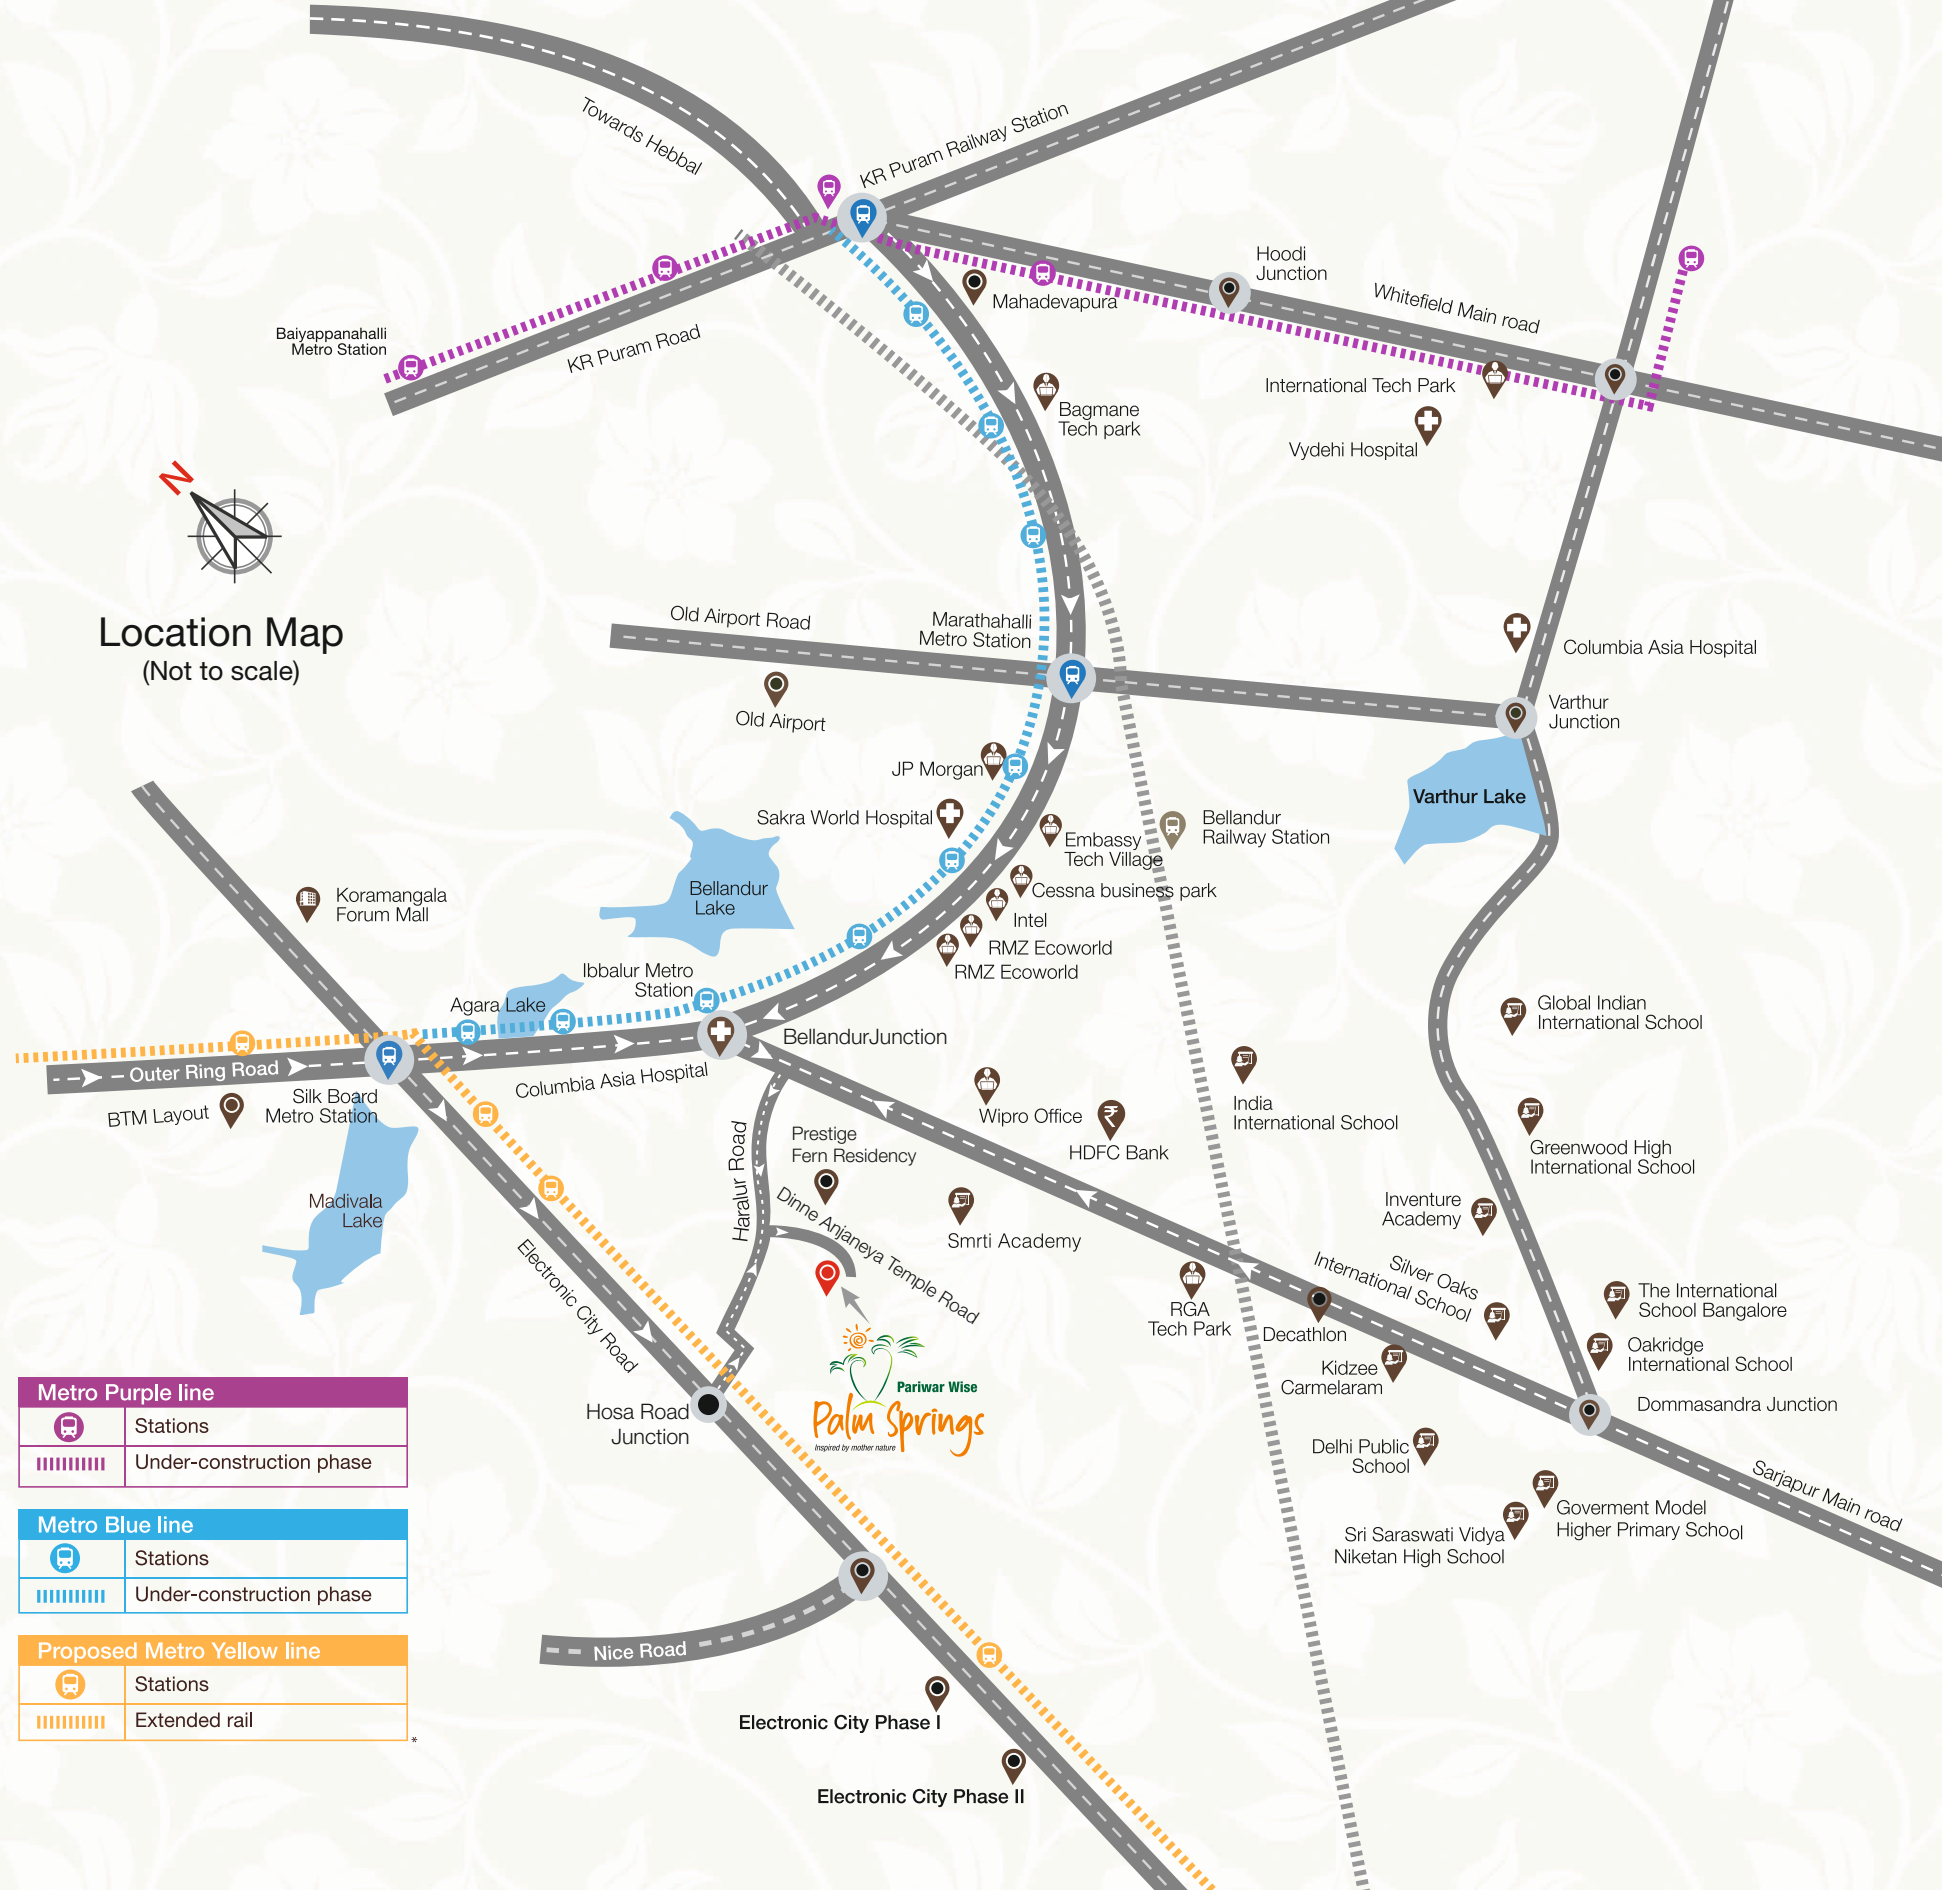 Towards Hebbal
KR Puram Railway Station
Hoodi
Junction
Mahadevapura
Whitefield Main road
Baiyappanahalli
Metro Station
KR Puram Road
International Tech Park
Bagmane
Tech park
Vydehi Hospital
N
Location Map
(Not to scale)
Old Airport Road
Marathahalli
Metro Station
Columbia Asia Hospital
Old Airport
Varthur
Junction
JP Morgan
Varthur Lake
Sakra World Hospital
Embassy
Tech Village
Bellandur
Railway Station
Koramangala
Forum Mall
Bellandur
Lake
Cessna business park
Intel
RMZ Ecoworld
RMZ Ecoworld
Ibbalur Metro
Station
Agara Lake
Global Indian
International School
BellandurJunction
Outer Ring Road
Columbia Asia Hospital
Silk Board
Metro Station
BTM Layout
Wipro Office
HDFC Bank
India
International School
Prestige
Fern Residency
Haralur Road
Greenwood High
International School
Madivala
Lake
Dinne Anjaneya Temple Road
Smrti Academy
Inventure
Academy
Electronic City Road
Silver Oaks
International School
The International
School Bangalore
RGA
Tech Park
Decathlon
Oakridge
International School
Kidzee
Carmelaram
Pariwar Wise
Palm Springs
Inspired by mother nature
Hosa Road
Junction
Dommasandra Junction
Delhi Public
School
Sarjapur Main road
Goverment Model
Higher Primary School
Sri Saraswati Vidya
Niketan High School
Metro Purple line
Stations
Under-construction phase
Metro Blue line
Stations
Under-construction phase
Proposed Metro Yellow line
Stations
Extended rail
*
Nice Road
Electronic City Phase I
Electronic City Phase II